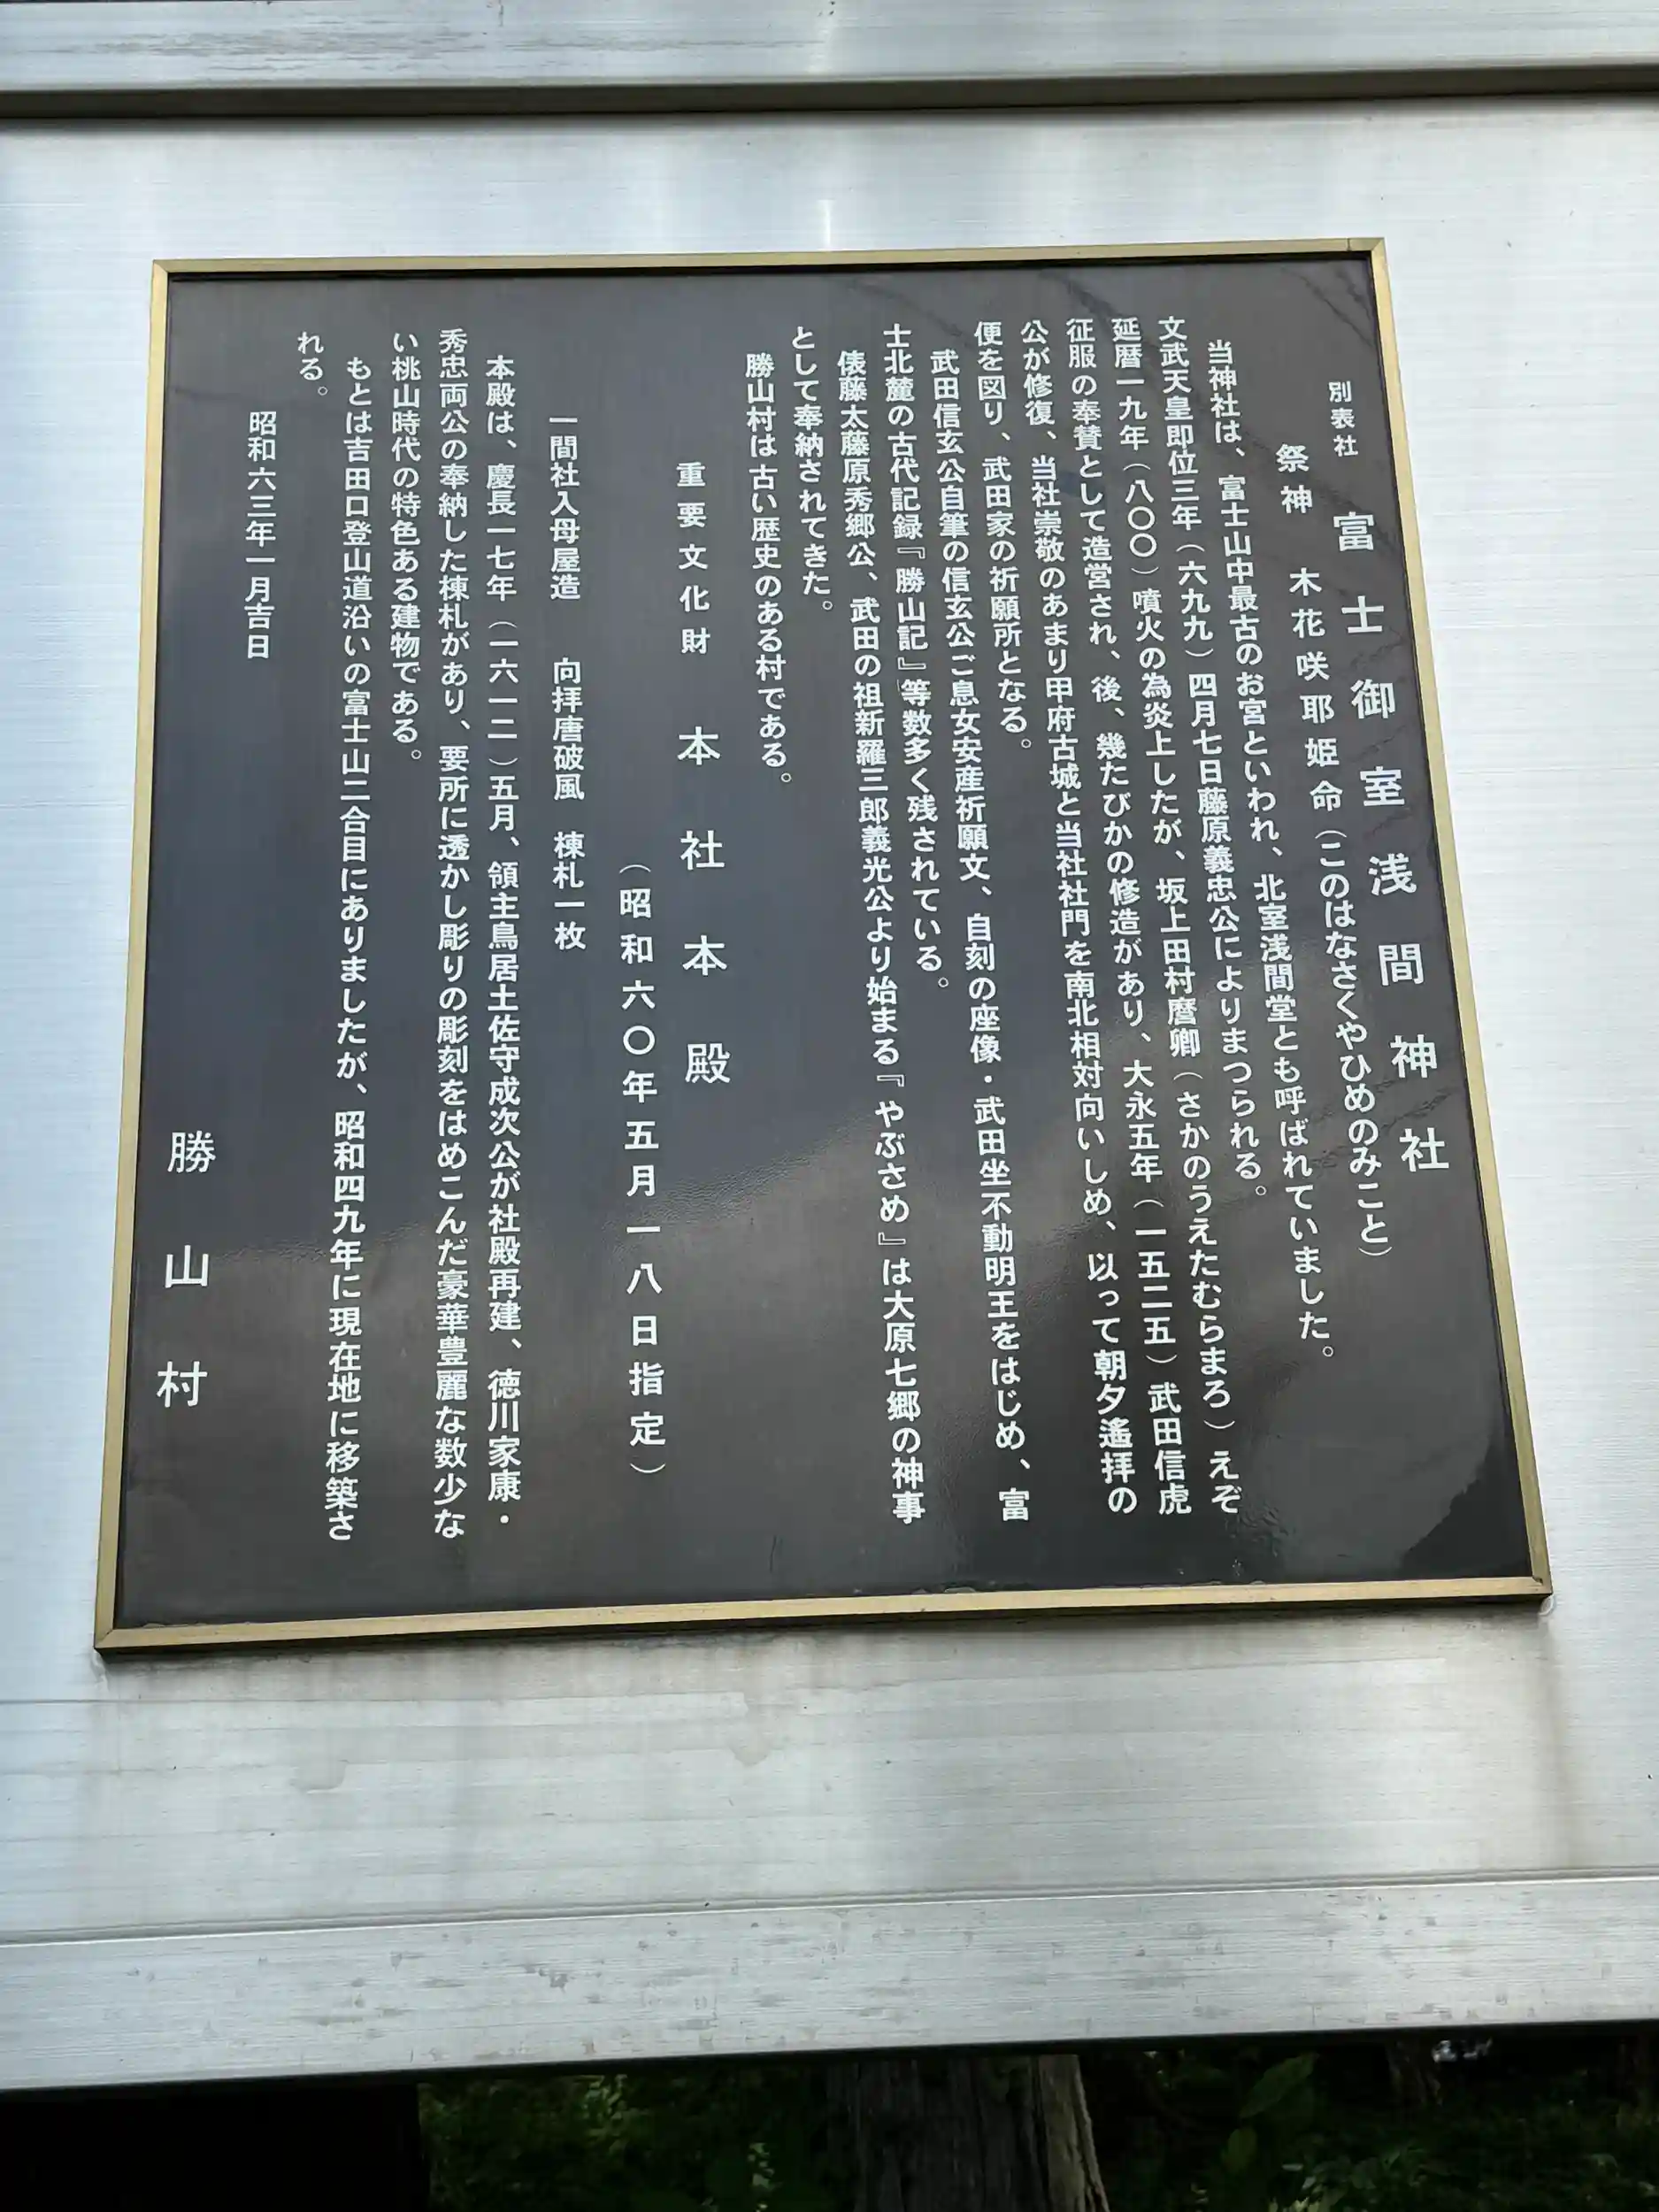 別表社 富士御室浅間神社
祭神 木花咲耶姫命（このはなさくやひめのみこと）
当神社は、富士山中最古のお宮といわれ、北室浅間堂とも呼ばれていました。
文武天皇即位三年（六九九）四月七日藤原義忠公によりまつられる。
延暦一九年（八〇〇）噴火の為炎上したが、坂上田村麿卿（さかのうえたむらまろ）えぞ
征服の奉賛として造営され、後、幾たびかの修造があり、大永五年（一五二五）武田信虎
公が修復、当社崇敬のあまり甲府古城と当社社門を南北相対向いしめ、以って朝夕遙拝の
便を図り、武田家の祈願所となる。
武田信玄公自筆の信玄公ご息女安産祈願文、自刻の座像・武田坐不動明王をはじめ、富
士北麓の古代記録『勝山記』等数多く残されている。
俵藤太藤原秀郷公、武田の祖新羅三郎義光公より始まる『やぶさめ』は大原七郷の神事
として奉納されてきた。
勝山村は古い歴史のある村である。
重要文化財 本社本殿
（昭和六〇年五月一八日指定）
一間社入母屋造 向拝唐破風 棟札一枚
本殿は、慶長一七年（一六一二）五月、領主鳥居土佐守成次公が社殿再建、徳川家康・
秀忠両公の奉納した棟札があり、要所に透かし彫りの彫刻をはめこんだ豪華豊麗な数少な
い桃山時代の特色ある建物である。
もとは吉田口登山道沿いの富士山二合目にありましたが、昭和四九年に現在地に移築さ
れる。
昭和六三年一月吉日
勝山村